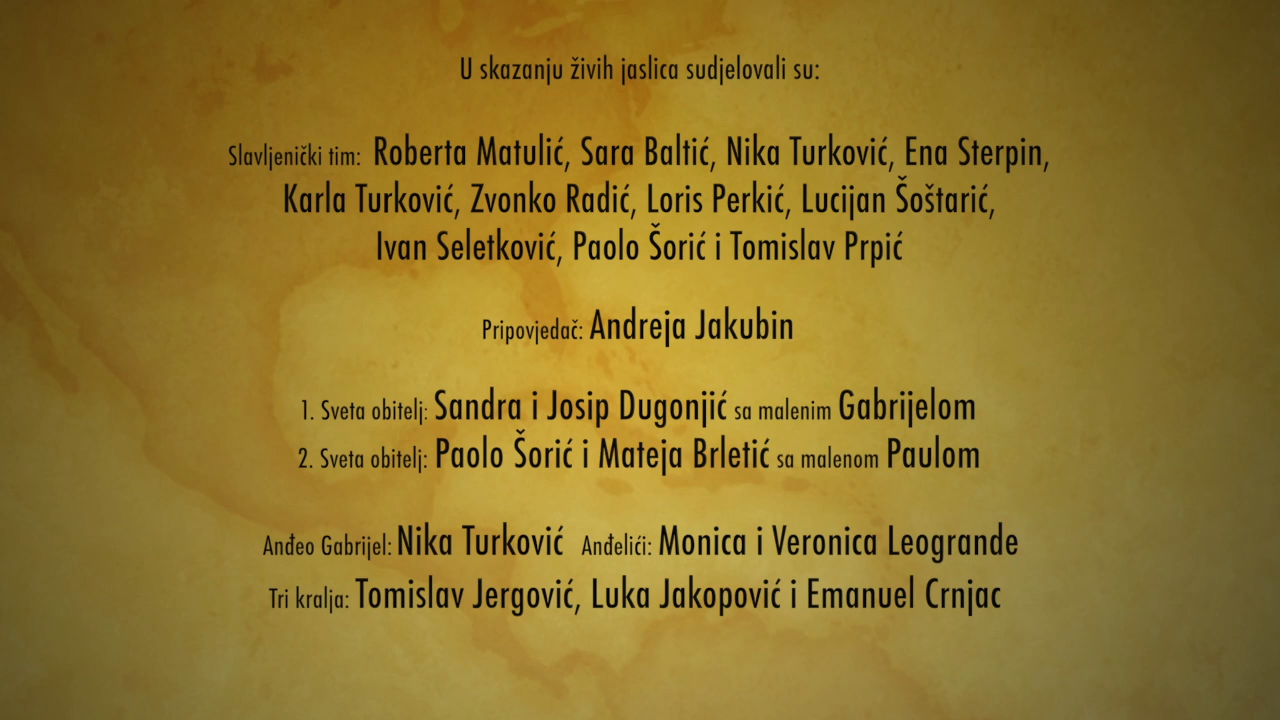 U skazanju živih jaslica sudjelovali su:
Slavljenički tim: Roberta Matulić, Sara Baltić, Nika Turković, Ena Sterpin,
Karla Turković, Zvonko Radić, Loris Perkić, Lucijan Šoštarić,
Ivan Seletković, Paolo Šorić i Tomislav Prpić
Pripovjedač: Andreja Jakubin
1. Sveta obitelj: Sandra i Josip Dugonjić sa malenim Gabrijelom
2. Sveta obitelj: Paolo Šorić i Mateja Brletić sa malenom Paulom
Anđeo Gabrijel: Nika Turković Anđelići: Monica i Veronica Leogrande
Tri kralja: Tomislav Jergović, Luka Jakopović i Emanuel Crnjac